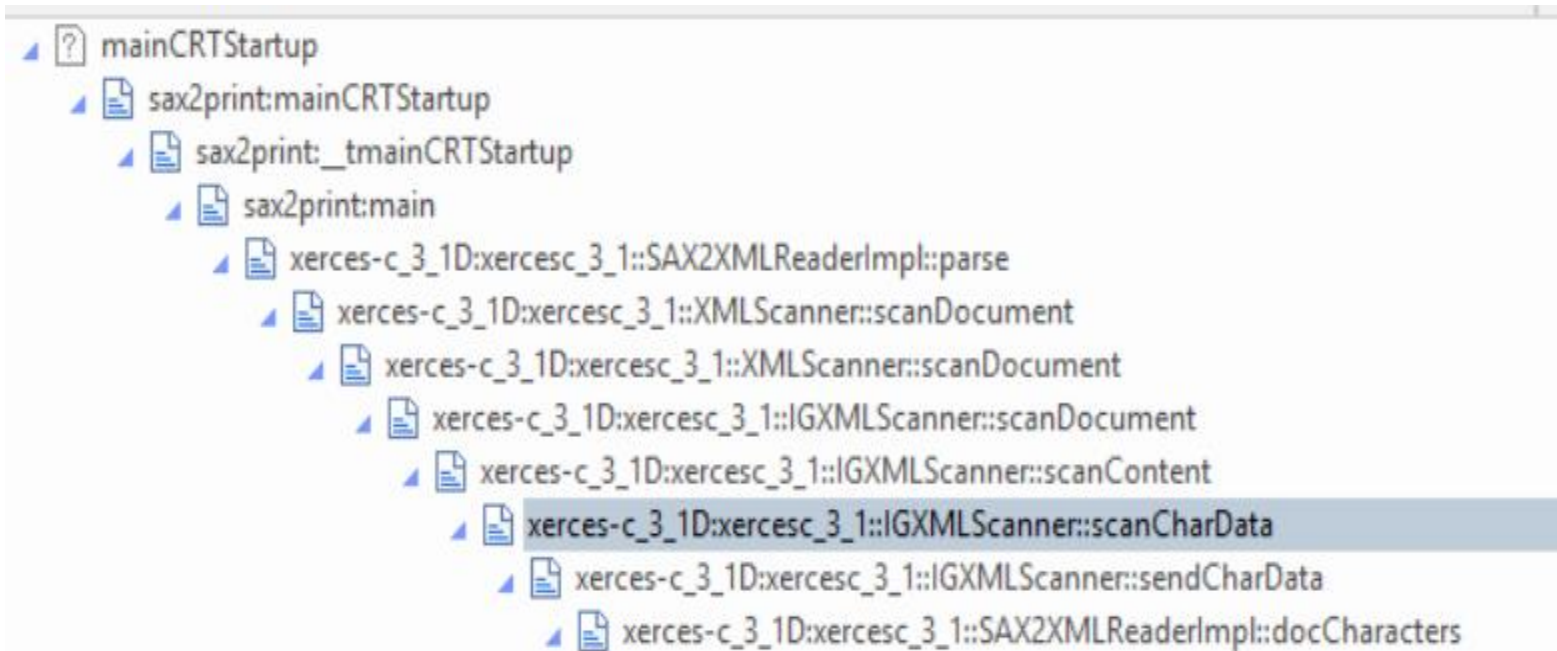 mainCRTStartup
sax2print:mainCRTStartup
sax2print:__tmainCRTStartup
sax2print:main
xerces-c_3_1D:xercesc_3_1::SAX2XMLReaderImpl::parse
xerces-c_3_1D:xercesc_3_1::XMLScanner::scanDocument
xerces-c_3_1D:xercesc_3_1::XMLScanner::scanDocument
xerces-c_3_1D:xercesc_3_1::IGXMLScanner::scanDocument
xerces-c_3_1D:xercesc_3_1::IGXMLScanner::scanContent
xerces-c_3_1D:xercesc_3_1::IGXMLScanner::scanCharData
xerces-c_3_1D:xercesc_3_1::IGXMLScanner::sendCharData
xerces-c_3_1D:xercesc_3_1::SAX2XMLReaderImpl::docCharacters